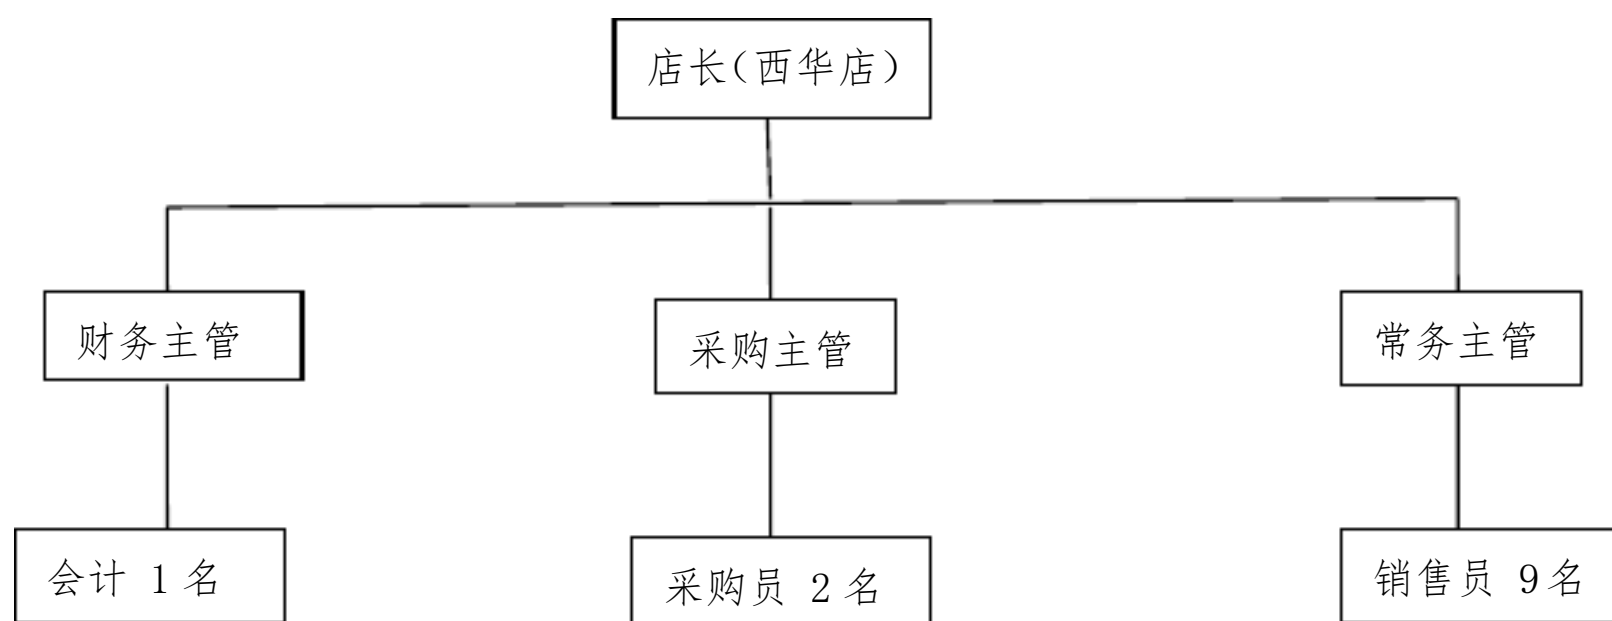 店长(西华店)
财务主管
采购主管
常务主管
会计 1名
采购员 2名
销售员 9名